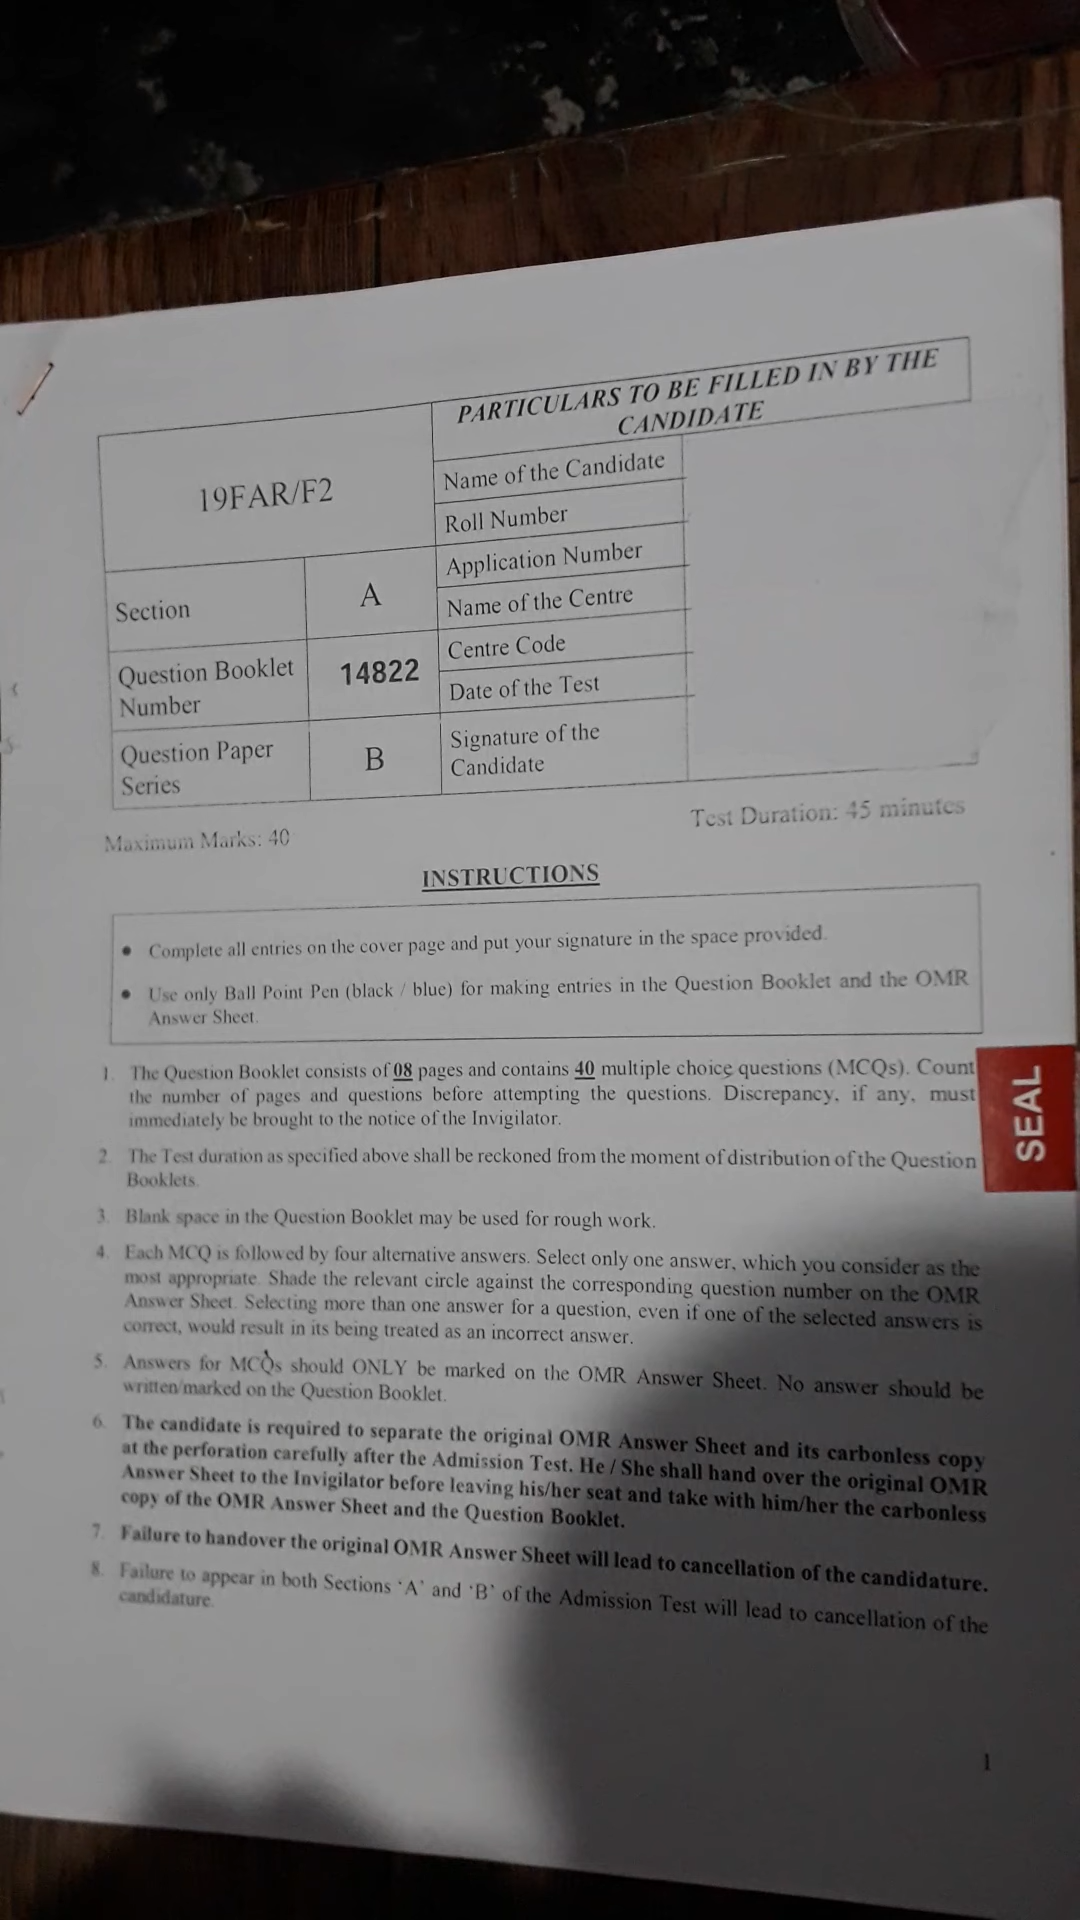 PARTICULARS TO BE FILLED IN BY THE
CANDIDATE
19FAR/F2
Name of the Candidate
Roll Number
Application Number
Section
A
Name of the Centre
Centre Code
Question Booklet
Number
14822
Date of the Test
Question Paper
Series
B
Signature of the
Candidate
Maximum Marks: 40
Test Duration: 45 minutes
INSTRUCTIONS
• Complete all entries on the cover page and put your signature in the space provided.
• Use only Ball Point Pen (black / blue) for making entries in the Question Booklet and the OMR
Answer Sheet.
1. The Question Booklet consists of 08 pages and contains 40 multiple choice questions (MCQs). Count
the number of pages and questions before attempting the questions. Discrepancy, if any, must
immediately be brought to the notice of the Invigilator.
SEAL
2. The Test duration as specified above shall be reckoned from the moment of distribution of the Question
Booklets.
3. Blank space in the Question Booklet may be used for rough work.
4. Each MCQ is followed by four alternative answers. Select only one answer, which you consider as the
most appropriate. Shade the relevant circle against the corresponding question number on the OMR
Answer Sheet. Selecting more than one answer for a question, even if one of the selected answers is
correct, would result in its being treated as an incorrect answer.
5. Answers for MCQs should ONLY be marked on the OMR Answer Sheet. No answer should be
written/marked on the Question Booklet.
6. The candidate is required to separate the original OMR Answer Sheet and its carbonless copy
at the perforation carefully after the Admission Test. He / She shall hand over the original OMR
Answer Sheet to the Invigilator before leaving his/her seat and take with him/her the carbonless
copy of the OMR Answer Sheet and the Question Booklet.
7. Failure to handover the original OMR Answer Sheet will lead to cancellation of the candidature.
8. Failure to appear in both Sections 'A' and 'B' of the Admission Test will lead to cancellation of the
candidature.
1